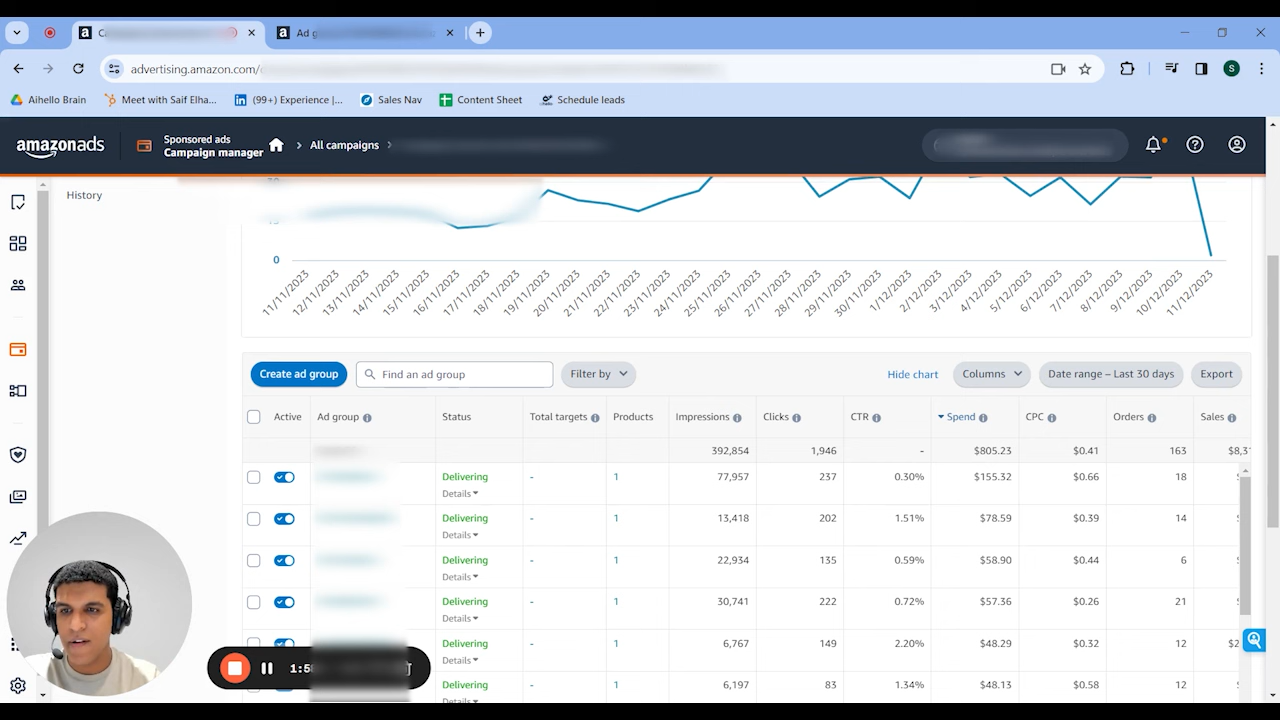 Ad g
advertising.amazon.com/
Aihello Brain
Meet with Saif Elha...
(99+) Experience |...
Sales Nav
Content Sheet
Schedule leads
S
amazonads
Sponsored ads
Campaign manager
All campaigns
History
0
11/11/2023
12/11/2023
13/11/2023
14/11/2023
15/11/2023
16/11/2023
17/11/2023
18/11/2023
19/11/2023
20/11/2023
21/11/2023
22/11/2023
23/11/2023
24/11/2023
25/11/2023
26/11/2023
27/11/2023
28/11/2023
29/11/2023
30/11/2023
1/12/2023
2/12/2023
3/12/2023
4/12/2023
5/12/2023
6/12/2023
7/12/2023
8/12/2023
9/12/2023
10/12/2023
11/12/2023
Create ad group
Find an ad group
Filter by
Hide chart
Columns
Date range – Last 30 days
Export
Active Ad group Status Total targets Products Impressions Clicks CTR Spend CPC Orders Sales
392,854 1,946 - $805.23 $0.41 163 $8,31
Delivering - 1 77,957 237 0.30% $155.32 $0.66 18
Details
Delivering - 1 13,418 202 1.51% $78.59 $0.39 14
Details
Delivering - 1 22,934 135 0.59% $58.90 $0.44 6
Details
Delivering - 1 30,741 222 0.72% $57.36 $0.26 21
Details
Delivering - 1 6,767 149 2.20% $48.29 $0.32 12 $2
Details
Delivering - 1 6,197 83 1.34% $48.13 $0.58 12
Details